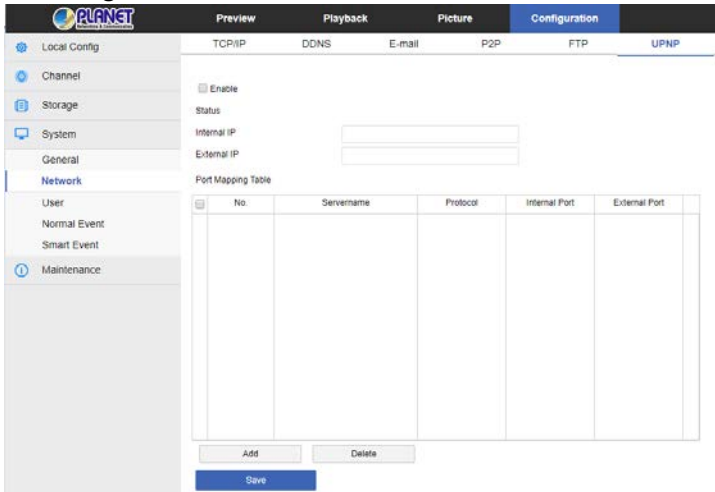 PLANET
Networking & Communication
Preview Playback Picture Configuration
Local Config
TCP/IP DDNS E-mail P2P FTP UPNP
Channel
Enable
Storage
Status
System
Internal IP
General
External IP
Network
Port Mapping Table
User
No. Servername Protocol Internal Port External Port
Normal Event
Smart Event
Maintenance
Add Delete
Save